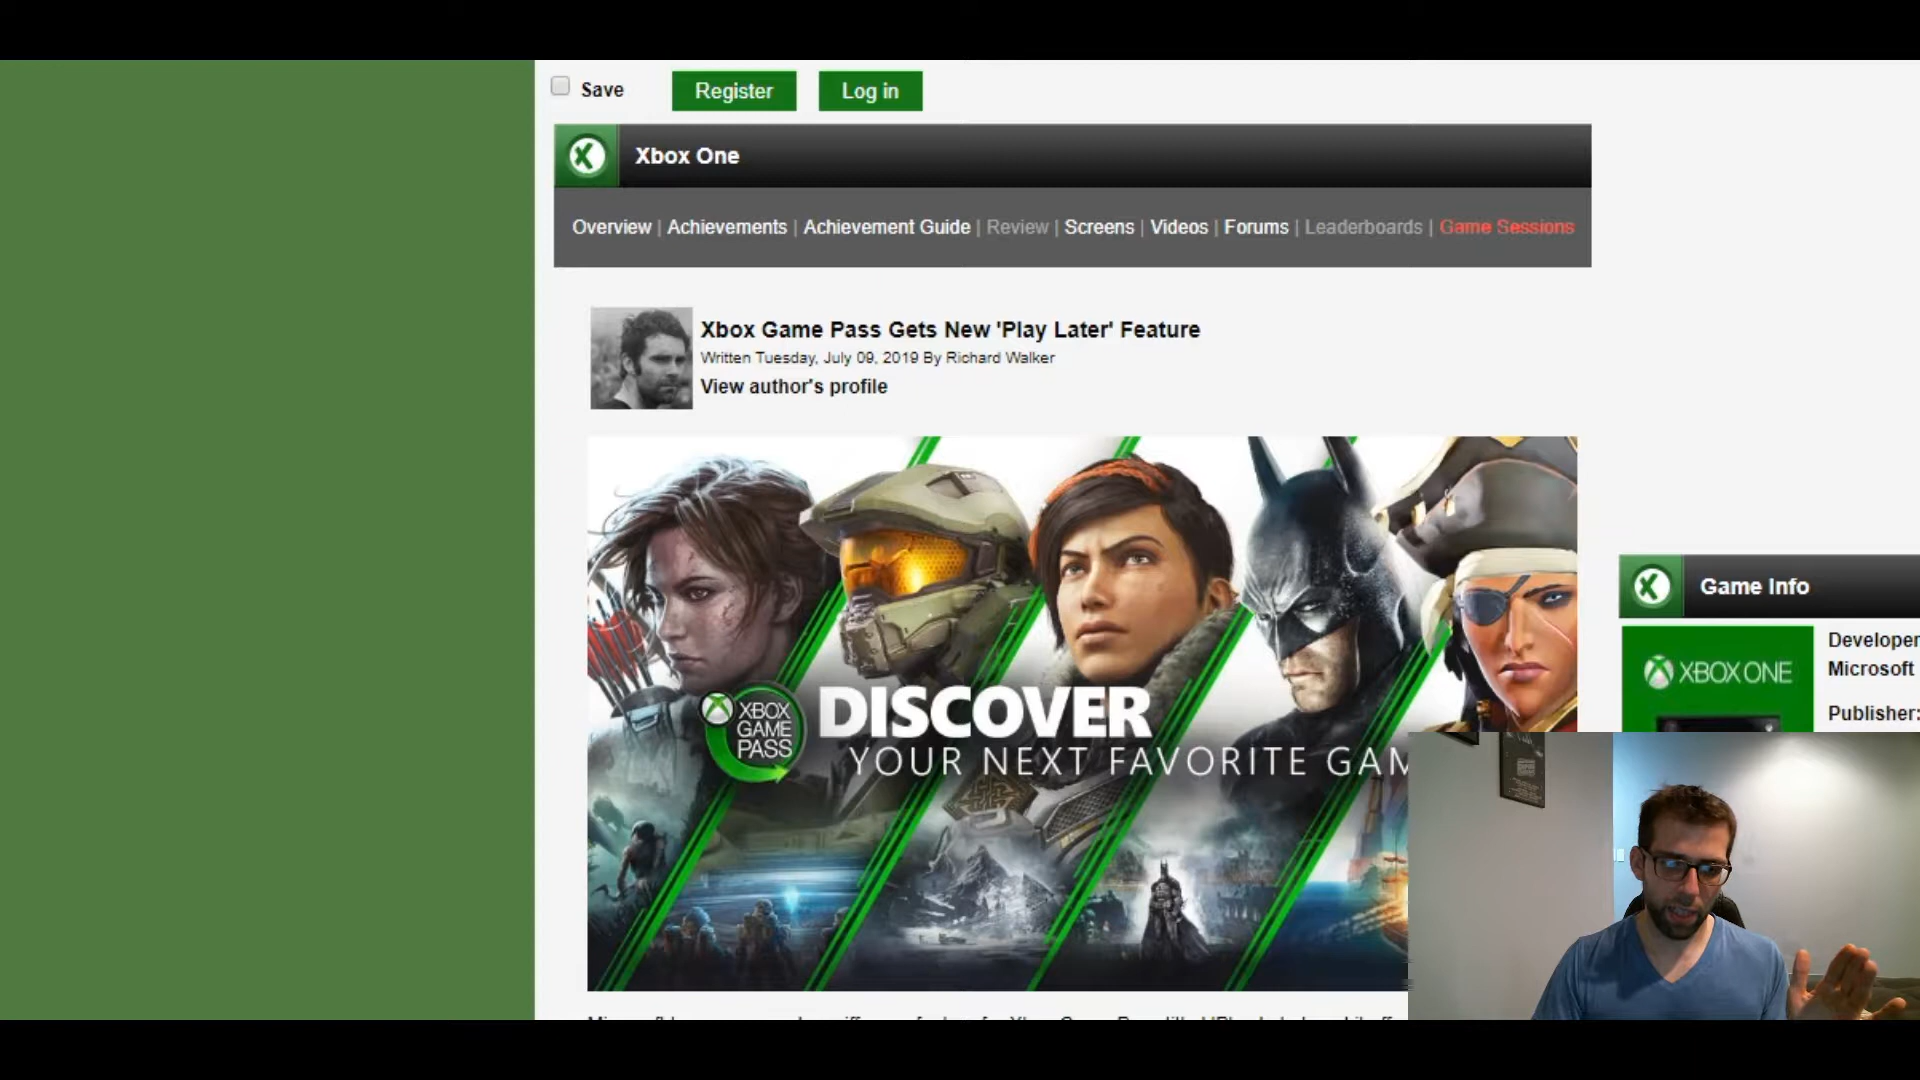 Save Register Log in
Xbox One
Overview | Achievements | Achievement Guide | Review | Screens | Videos | Forums | Leaderboards | Game Sessions
Xbox Game Pass Gets New 'Play Later' Feature
Written Tuesday, July 09, 2019 By Richard Walker
View author's profile
XBOX
GAME
PASS
DISCOVER
YOUR NEXT FAVORITE GAM
Game Info
XBOX ONE
Developer
Microsoft
Publisher: